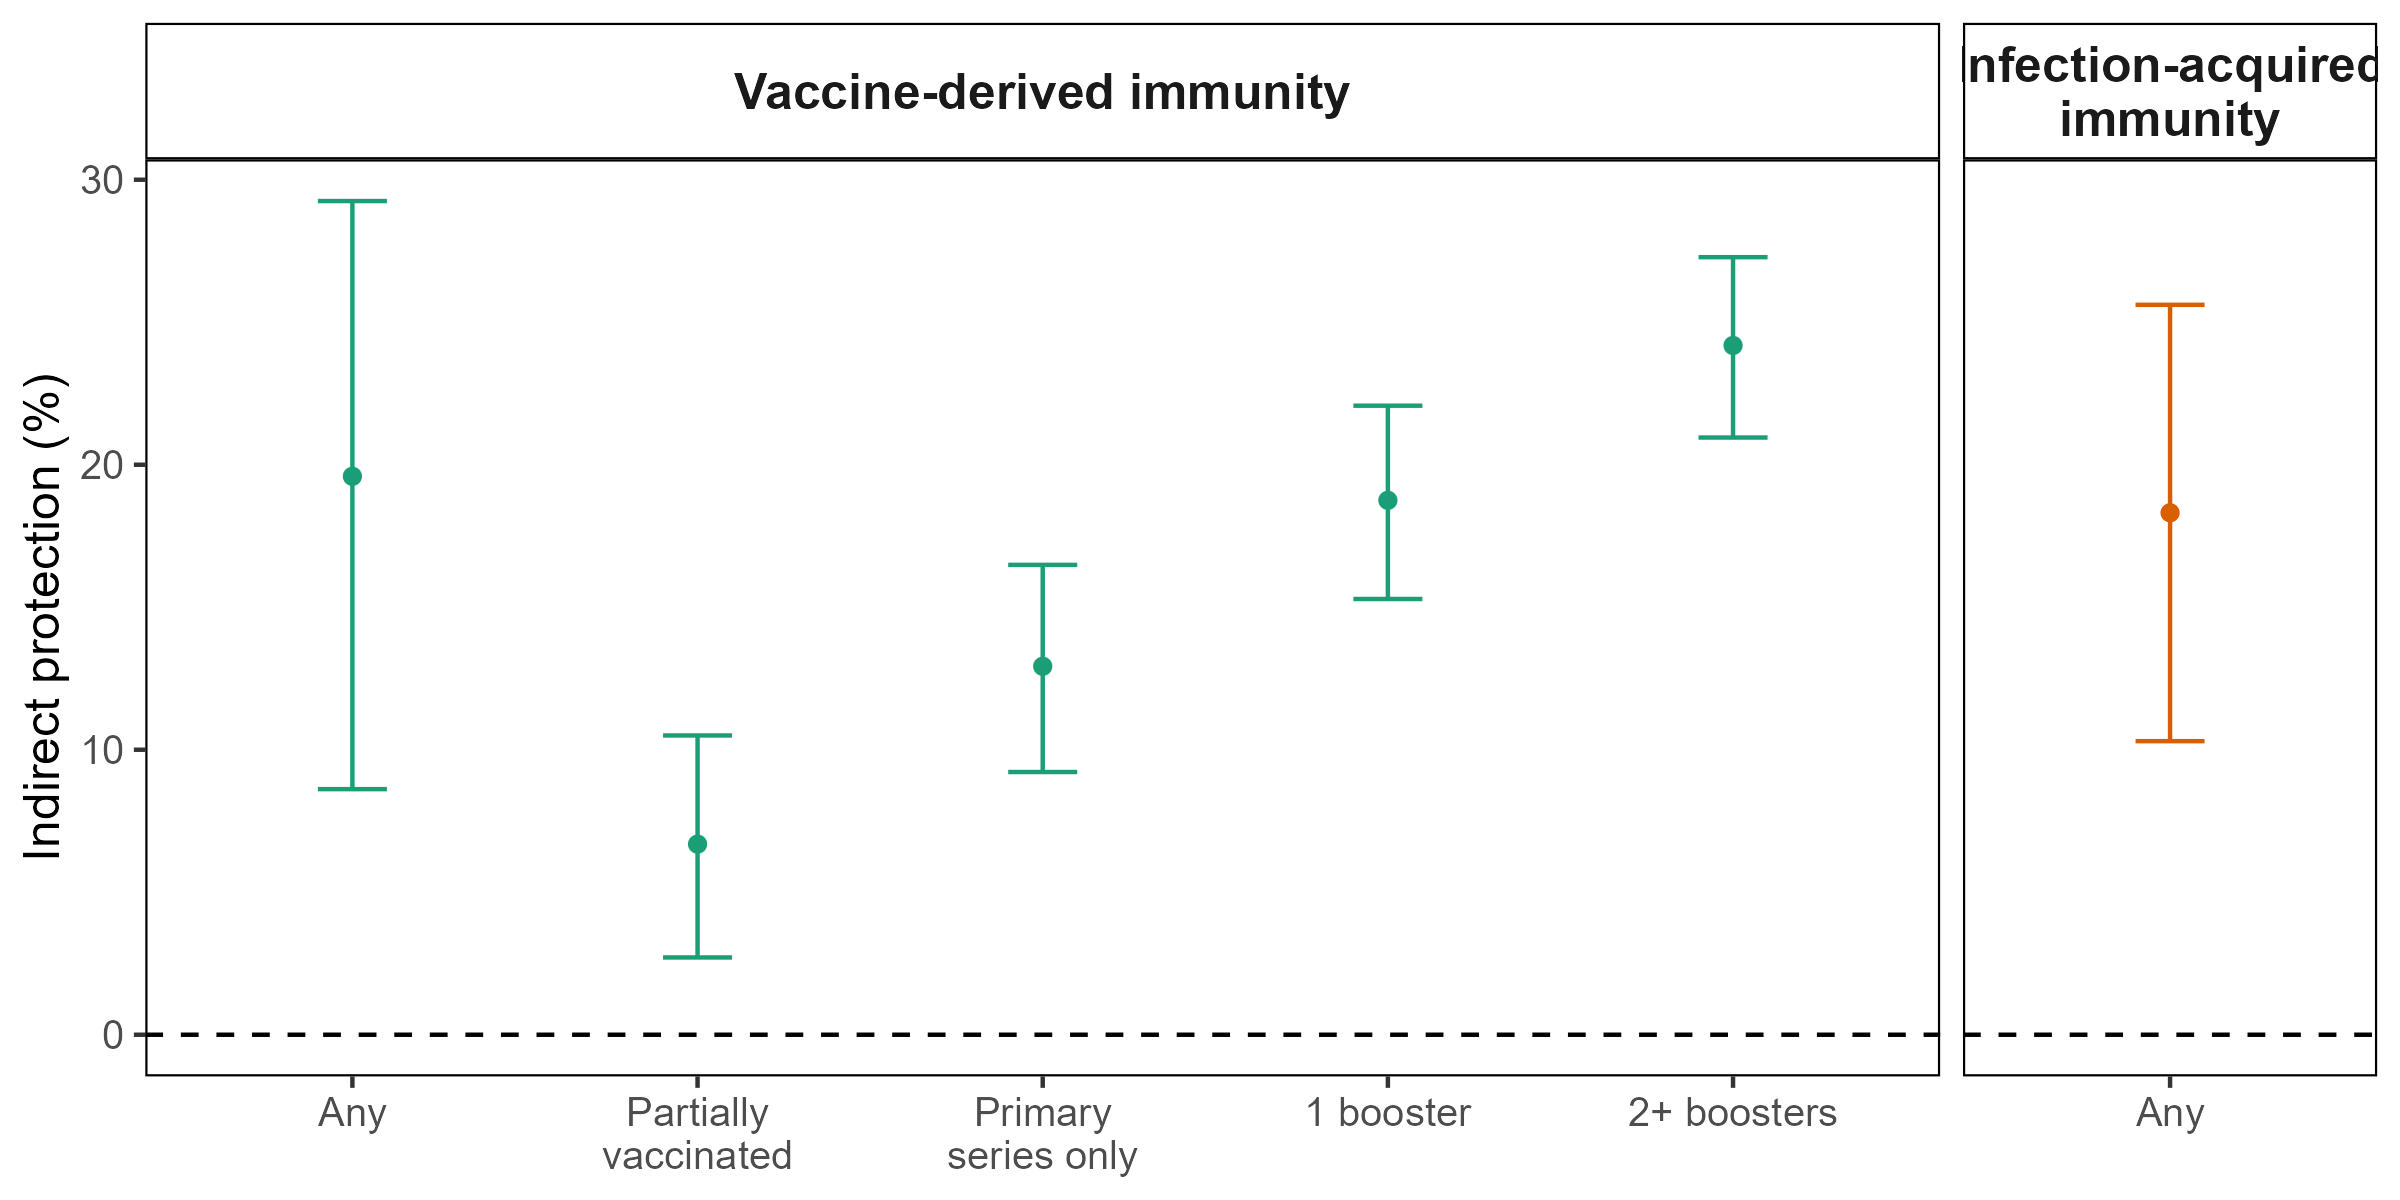 Vaccine-derived immunity
Infection-acquired
immunity
Indirect protection (%)
30
20
10
0
Any
Partially
vaccinated
Primary
series only
1 booster
2+ boosters
Any